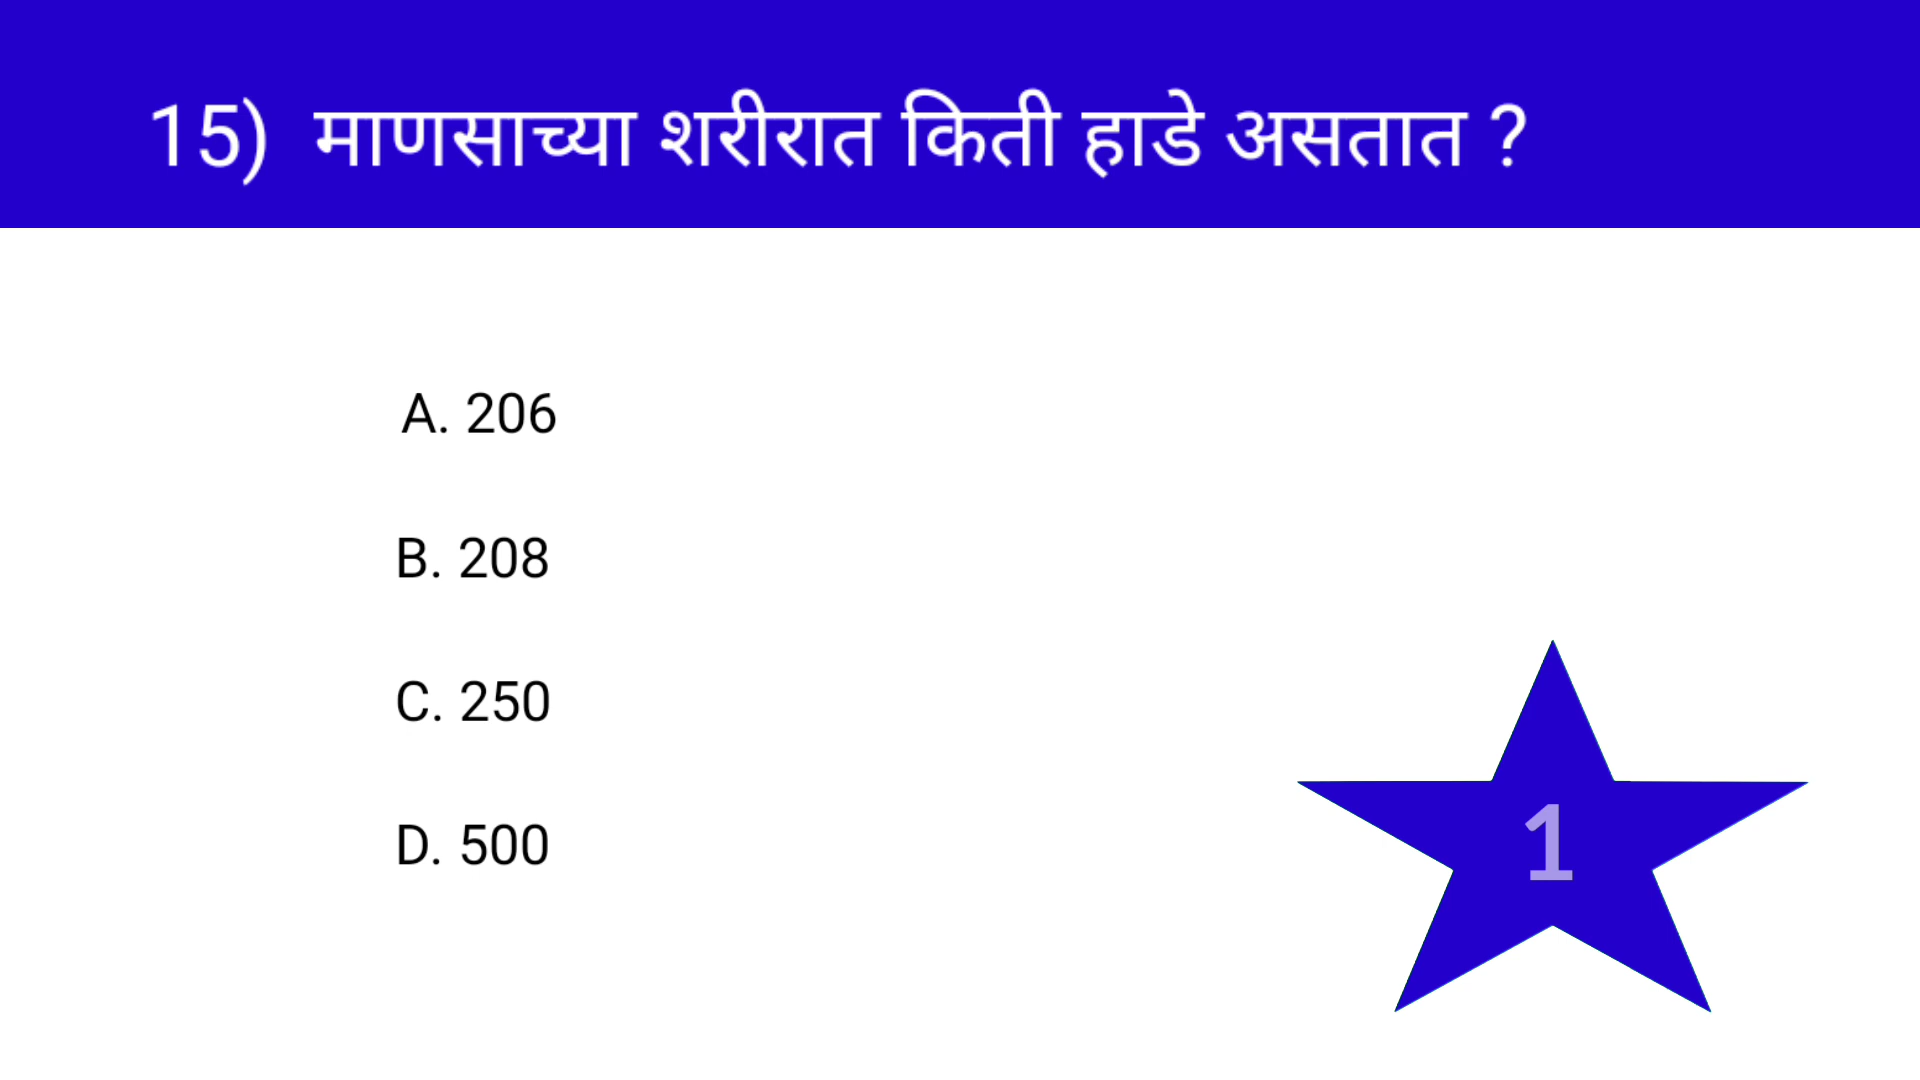 15) माणसाच्या शरीरात किती हाडे असतात ?
A. 206
B. 208
C. 250
D. 500
1